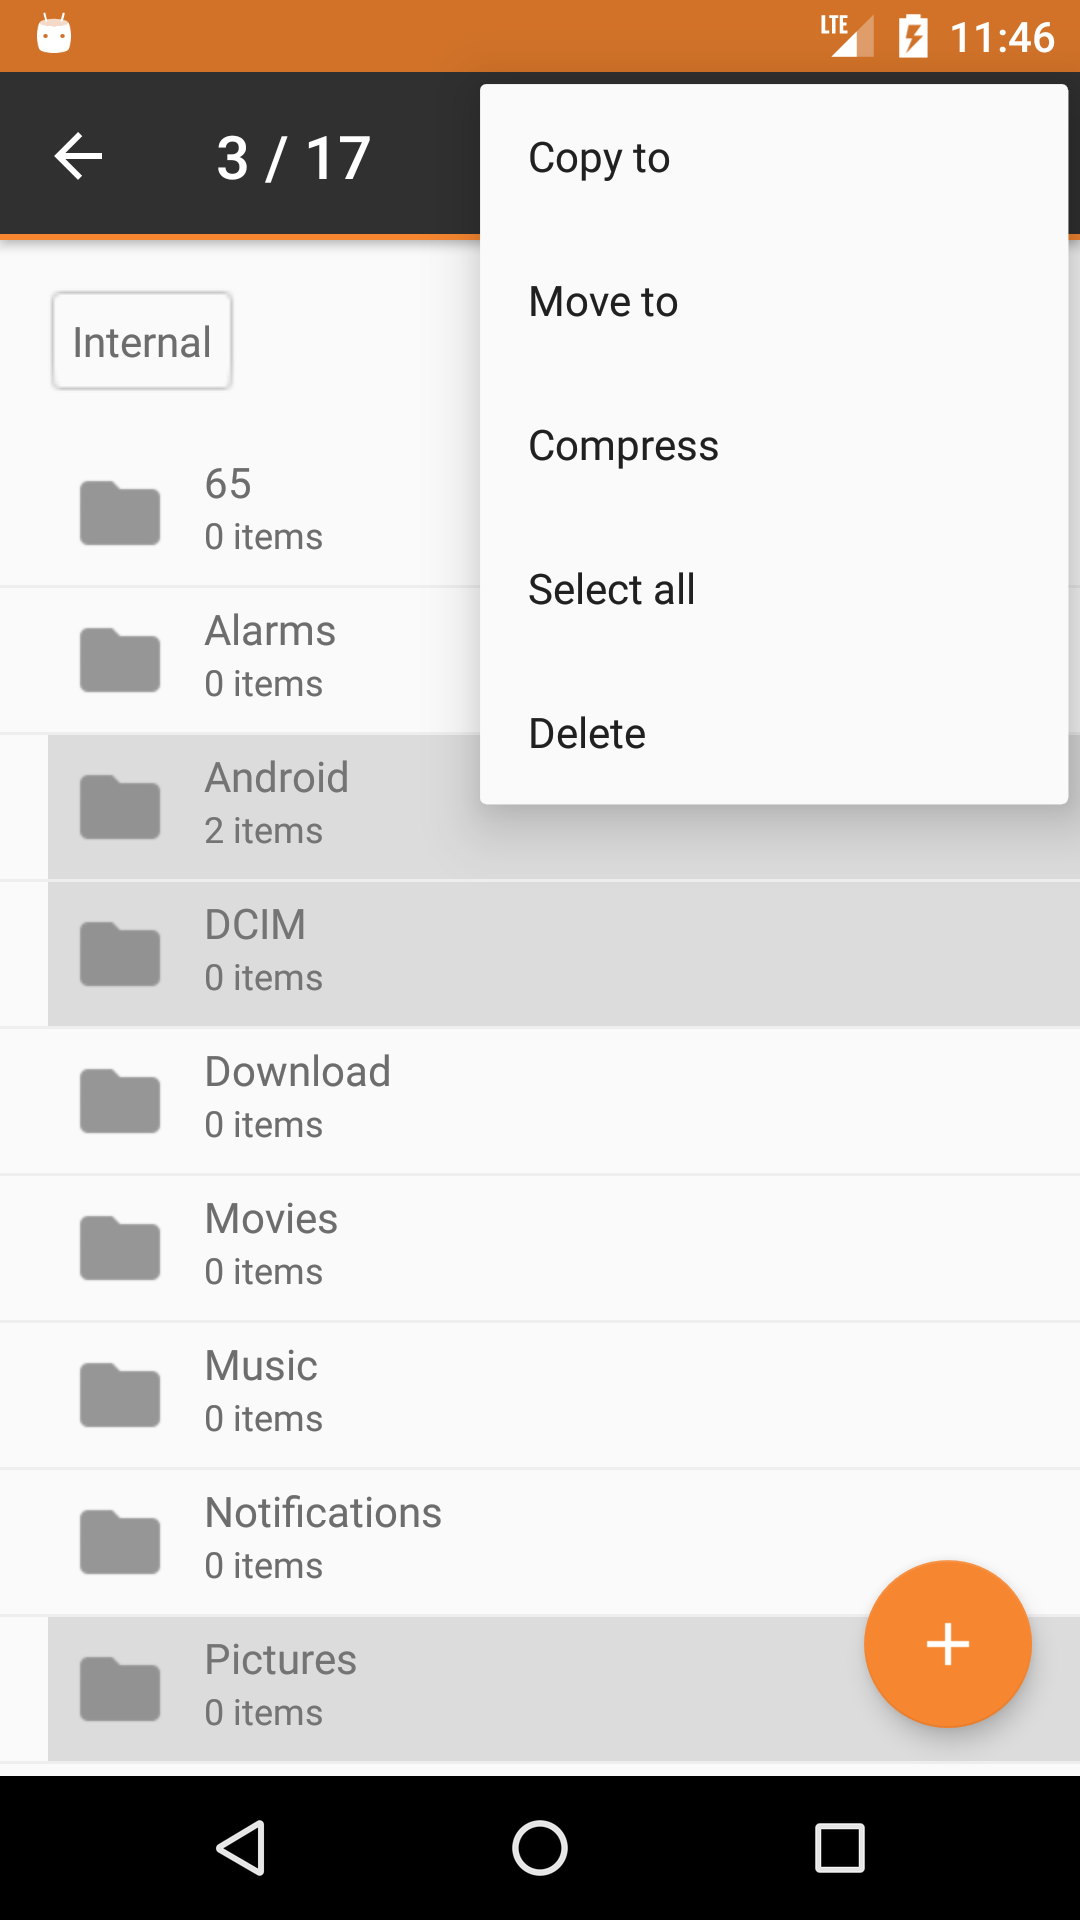 LTE 11:46
3 / 17
Copy to
Move to
Compress
Select all
Delete
Internal
65
0 items
Alarms
0 items
Android
2 items
DCIM
0 items
Download
0 items
Movies
0 items
Music
0 items
Notifications
0 items
Pictures
0 items